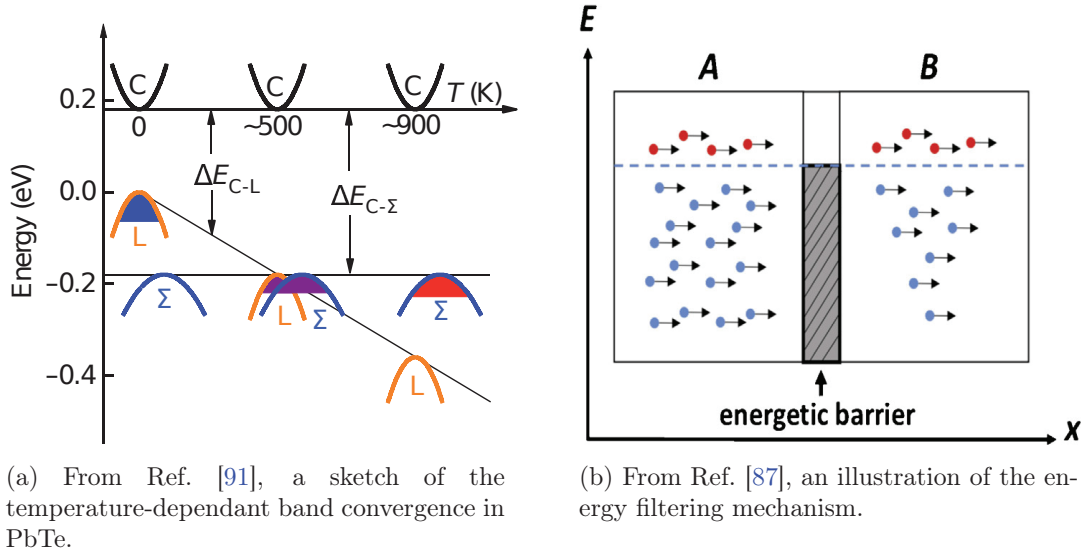 C C C
0.2
T (K)
0 ~500 ~900
ΔE_C-L
ΔE_C-Σ
Energy (eV)
0.0
L
−0.2
Σ
L Σ
Σ
−0.4
L
(a) From Ref. [91], a sketch of the
temperature-dependant band convergence in
PbTe.
E
A B
energetic barrier
x
(b) From Ref. [87], an illustration of the en-
ergy filtering mechanism.